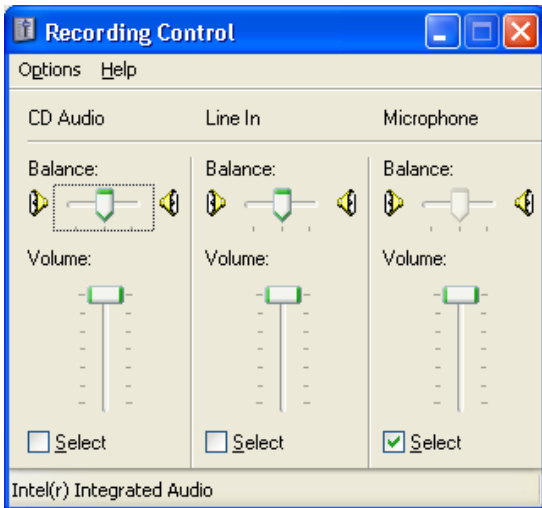 Recording Control
Options Help
CD Audio Line In Microphone
Balance: Balance: Balance:
Volume: Volume: Volume:
Select Select Select
Intel(r) Integrated Audio